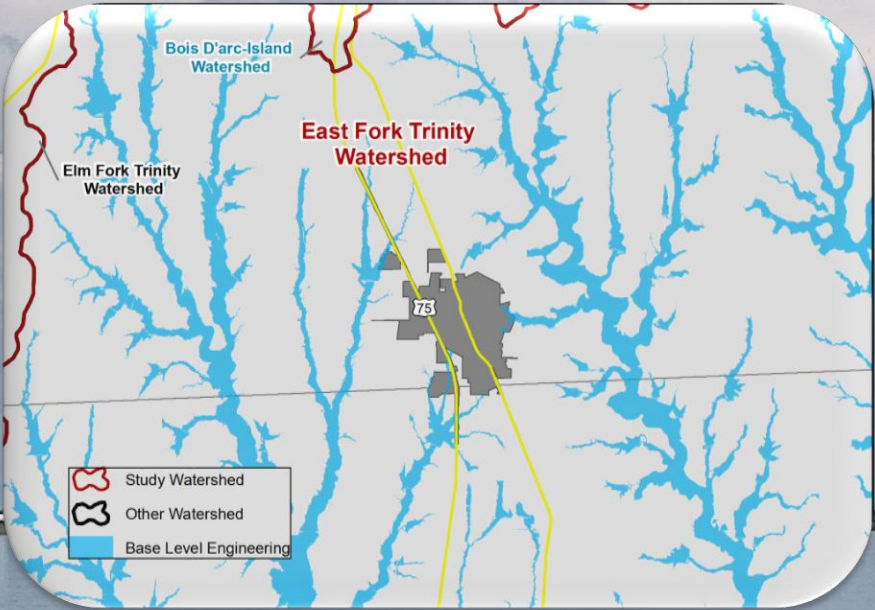 Bois D'arc-Island
Watershed
East Fork Trinity
Watershed
Elm Fork Trinity
Watershed
75
Study Watershed
Other Watershed
Base Level Engineering